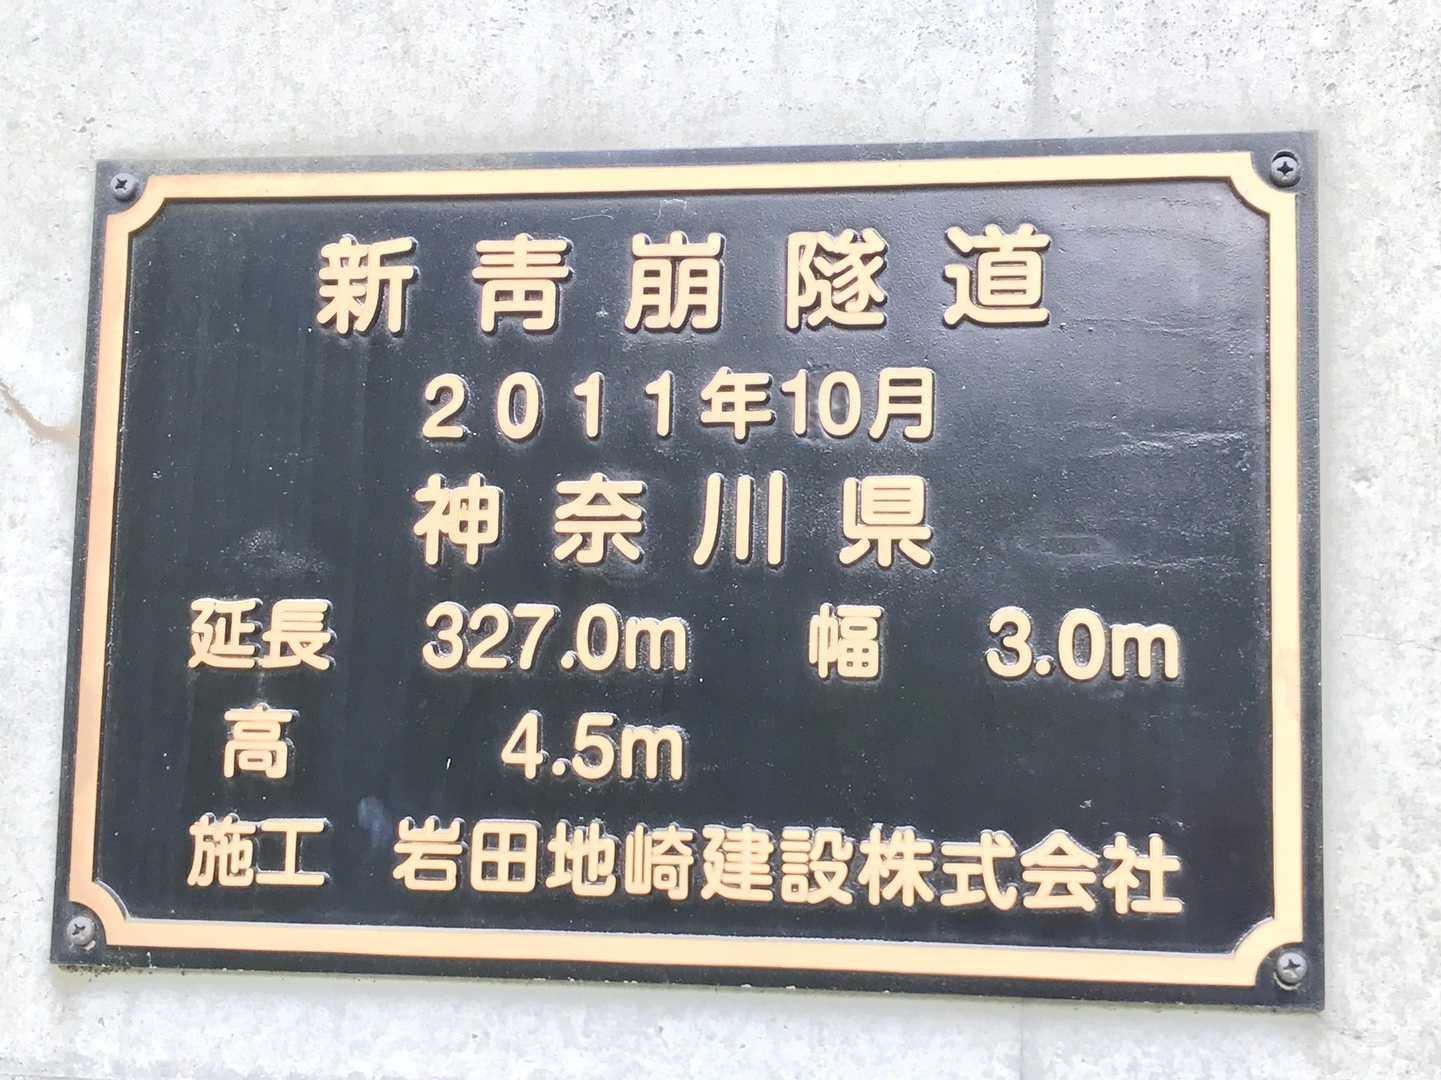 新青崩隧道
2011年10月
神奈川県
延長 327.0m 幅 3.0m
高 4.5m
施工 岩田地崎建設株式会社